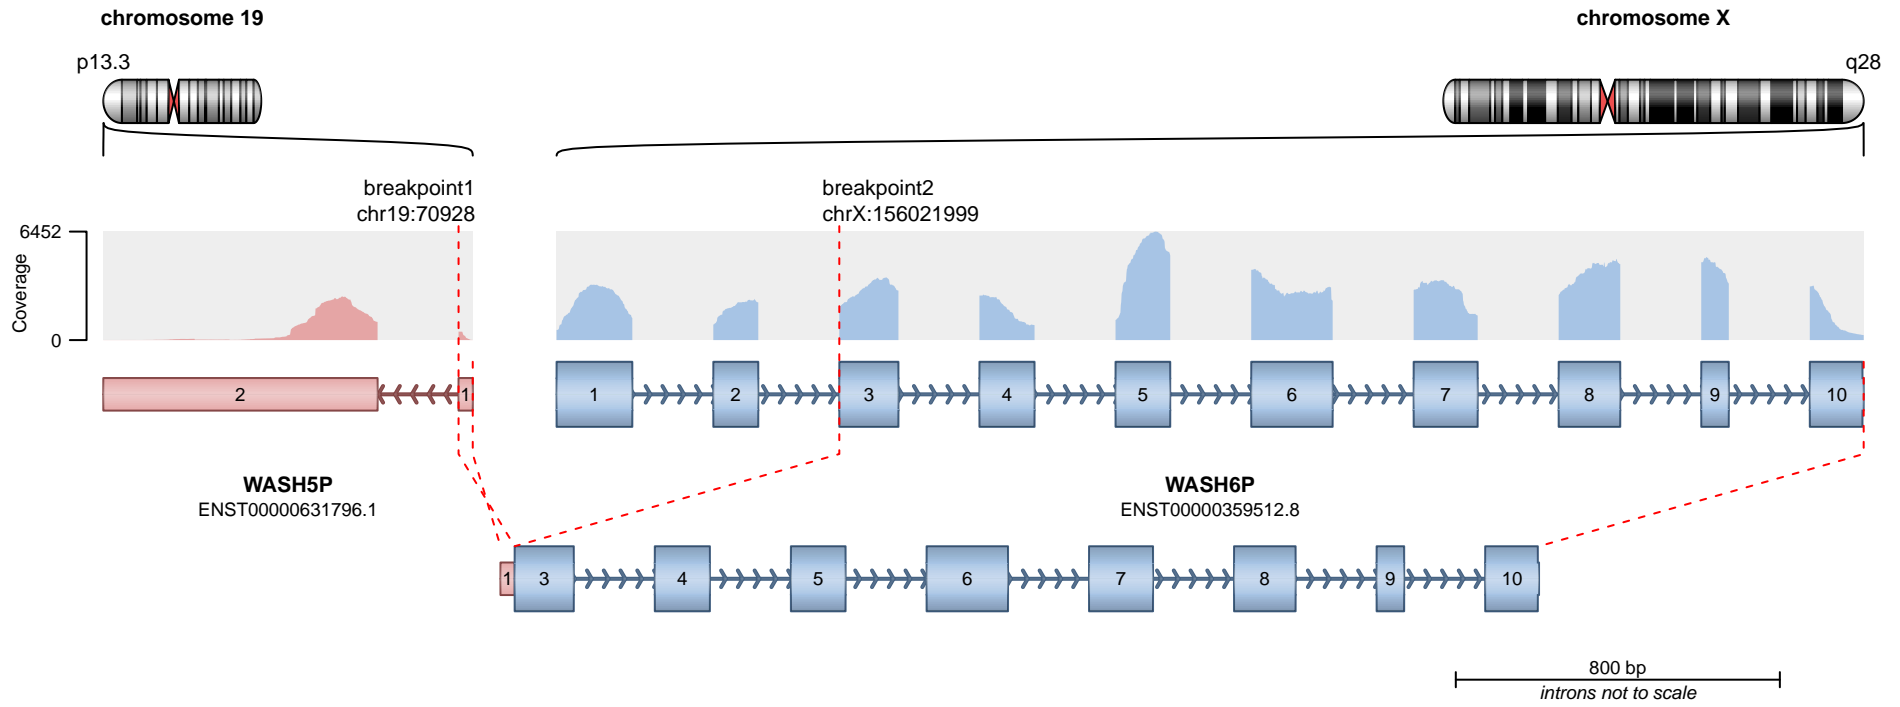 chromosome 19
chromosome X
p13.3
q28
breakpoint1
chr19:70928
breakpoint2
chrX:156021999
6452
Coverage
0
2
1
1
2
3
4
5
6
7
8
9
10
WASH5P
ENST00000631796.1
WASH6P
ENST00000359512.8
1
3
4
5
6
7
8
9
10
800 bp
introns not to scale